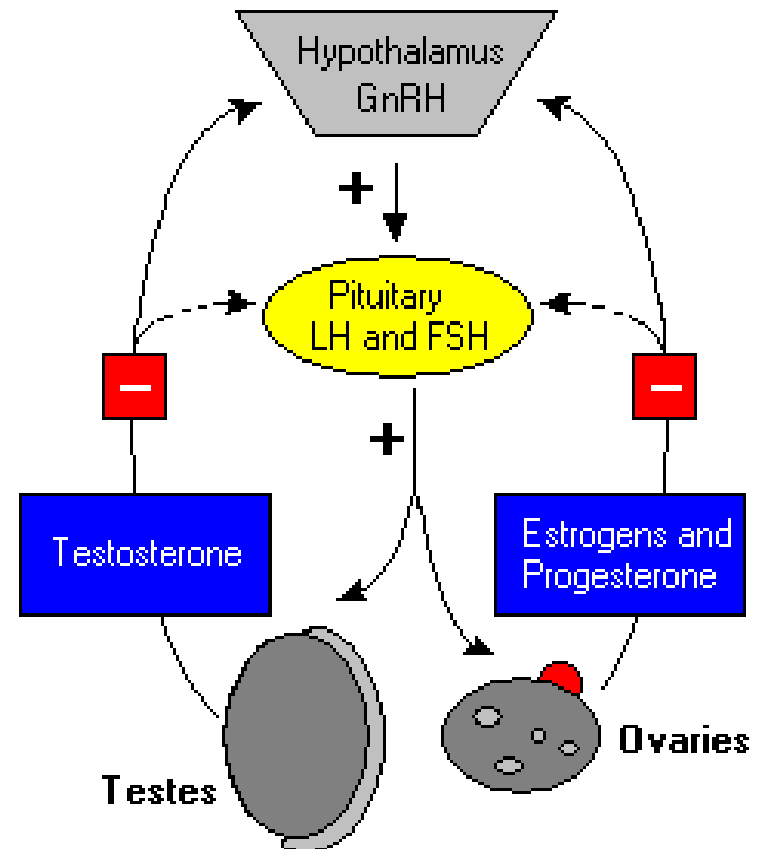 Hypothalamus
GnRH
+
Pituitary
LH and FSH
−
−
+
Testosterone
Estrogens and
Progesterone
Ovaries
Testes